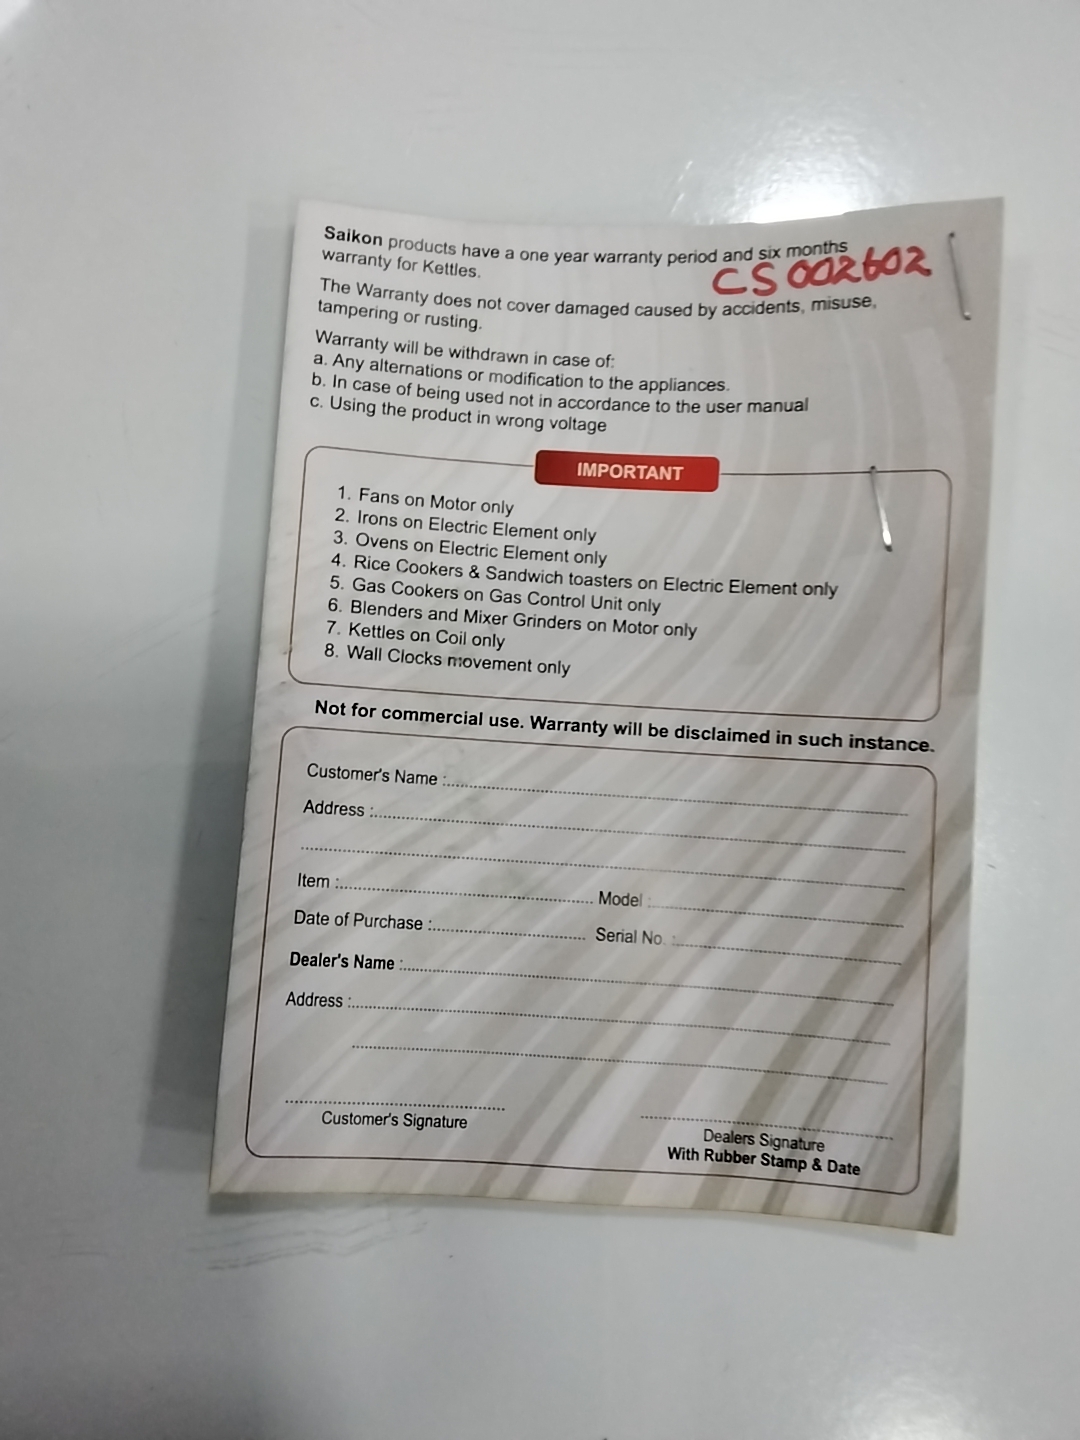 Saikon products have a one year warranty period and six months
warranty for Kettles.
CS 002602
The Warranty does not cover damaged caused by accidents, misuse,
tampering or rusting.
Warranty will be withdrawn in case of:
a. Any alternations or modification to the appliances.
b. In case of being used not in accordance to the user manual
c. Using the product in wrong voltage
IMPORTANT
1. Fans on Motor only
2. Irons on Electric Element only
3. Ovens on Electric Element only
4. Rice Cookers & Sandwich toasters on Electric Element only
5. Gas Cookers on Gas Control Unit only
6. Blenders and Mixer Grinders on Motor only
7. Kettles on Coil only
8. Wall Clocks movement only
Not for commercial use. Warranty will be disclaimed in such instance.
Customer's Name :
Address :
Item : Model :
Date of Purchase : Serial No. :
Dealer's Name :
Address :
Customer's Signature
Dealers Signature
With Rubber Stamp & Date